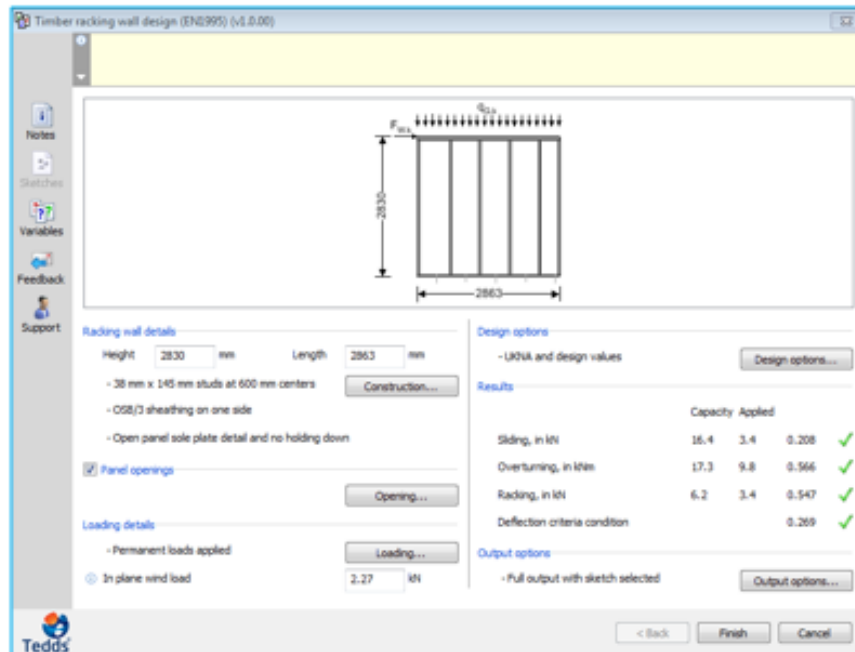 Timber racking wall design (EN1995) (v1.0.00)
Notes
Sketches
Variables
Feedback
Support
2830
2863
Racking wall details
Height 2830 mm Length 2863 mm
- 38 mm x 145 mm studs at 600 mm centers Construction...
- OSB/3 sheathing on one side
- Open panel sole plate detail and no holding down
Panel openings
Opening...
Loading details
- Permanent loads applied Loading...
In plane wind load 2.27 kN
Design options
- UKNA and design values Design options...
Results
Capacity Applied
Sliding, in kN 16.4 3.4 0.208
Overturning, in kNm 17.3 9.8 0.566
Racking, in kN 6.2 3.4 0.547
Deflection criteria condition 0.269
Output options
- Full output with sketch selected Output options...
Tedds
< Back Finish Cancel